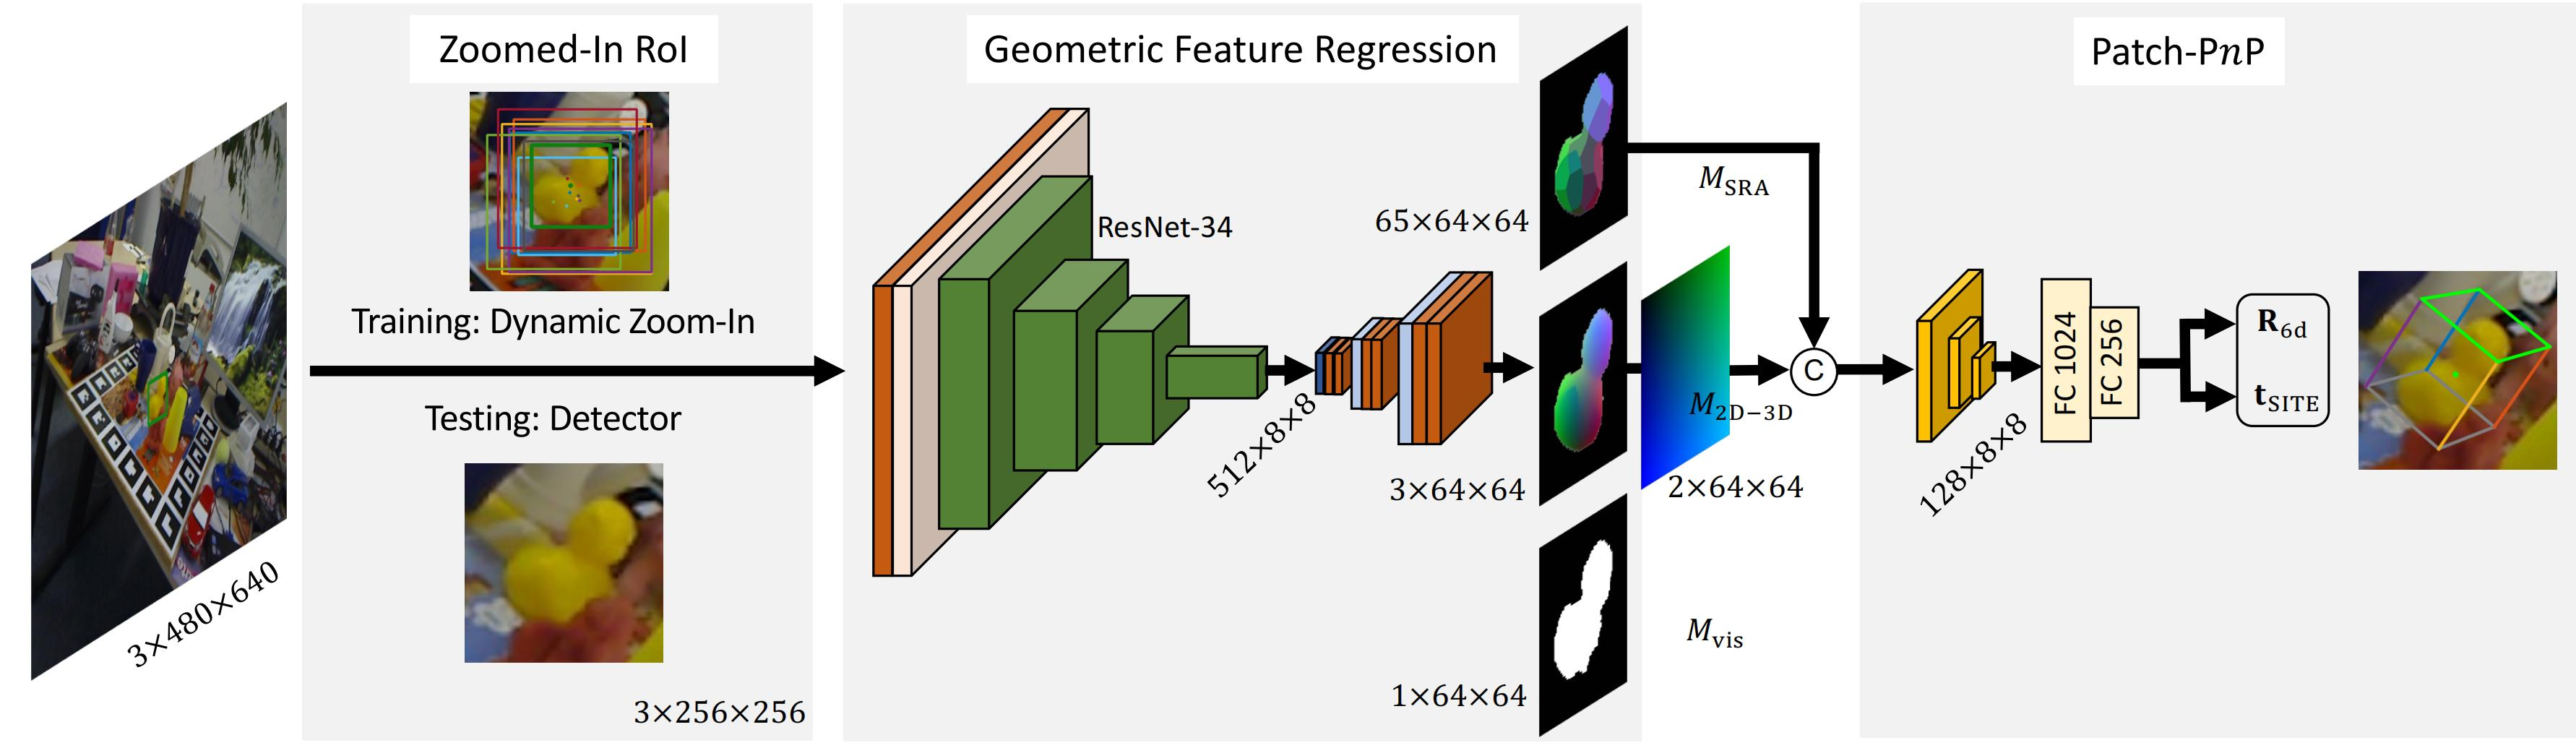 3×480×640
Zoomed-In RoI
Training: Dynamic Zoom-In
Testing: Detector
3×256×256
Geometric Feature Regression
ResNet-34
512×8×8
65×64×64
3×64×64
1×64×64
M_SRA
M_2D−3D
2×64×64
M_vis
C
Patch-PnP
128×8×8
FC 1024
FC 256
R_6d
t_SITE